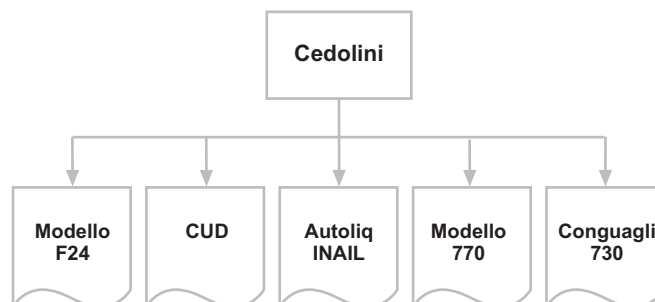 Cedolini
Modello
F24
CUD
Autoliq
INAIL
Modello
770
Conguagli
730